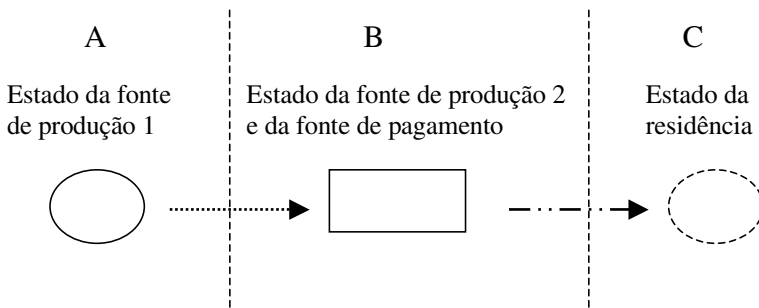 A
B
C
Estado da fonte
de produção 1
Estado da fonte de produção 2
e da fonte de pagamento
Estado da
residência